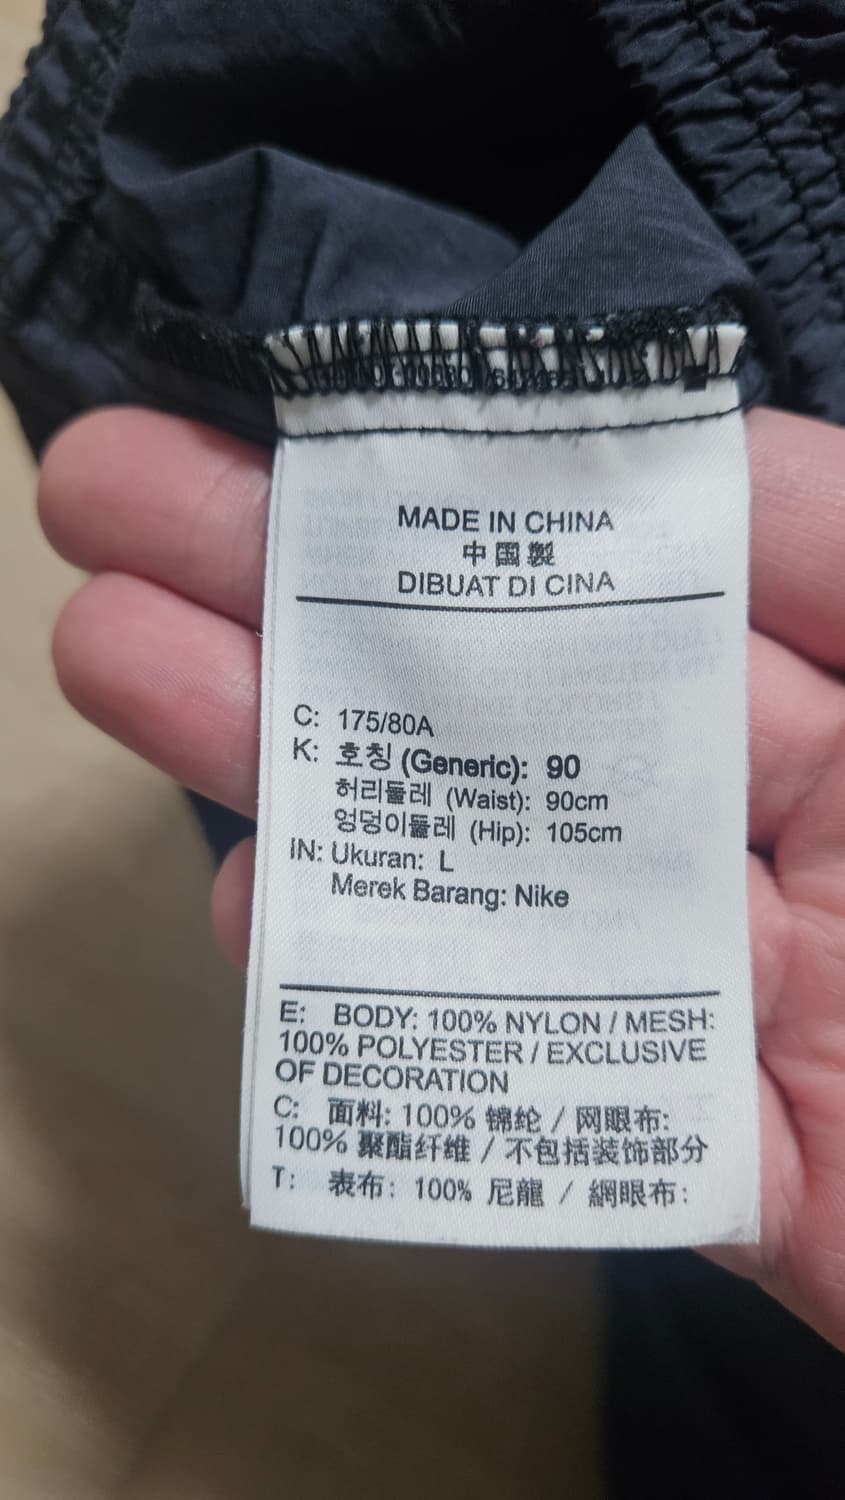 MADE IN CHINA
中国製
DIBUAT DI CINA
C: 175/80A
K: 호칭 (Generic): 90
허리둘레 (Waist): 90cm
엉덩이둘레 (Hip): 105cm
IN: Ukuran: L
Merek Barang: Nike
E: BODY: 100% NYLON / MESH:
100% POLYESTER / EXCLUSIVE
OF DECORATION
C: 面料: 100% 锦纶 / 网眼布:
100% 聚酯纤维 / 不包括装饰部分
T: 表布: 100% 尼龍 / 網眼布: